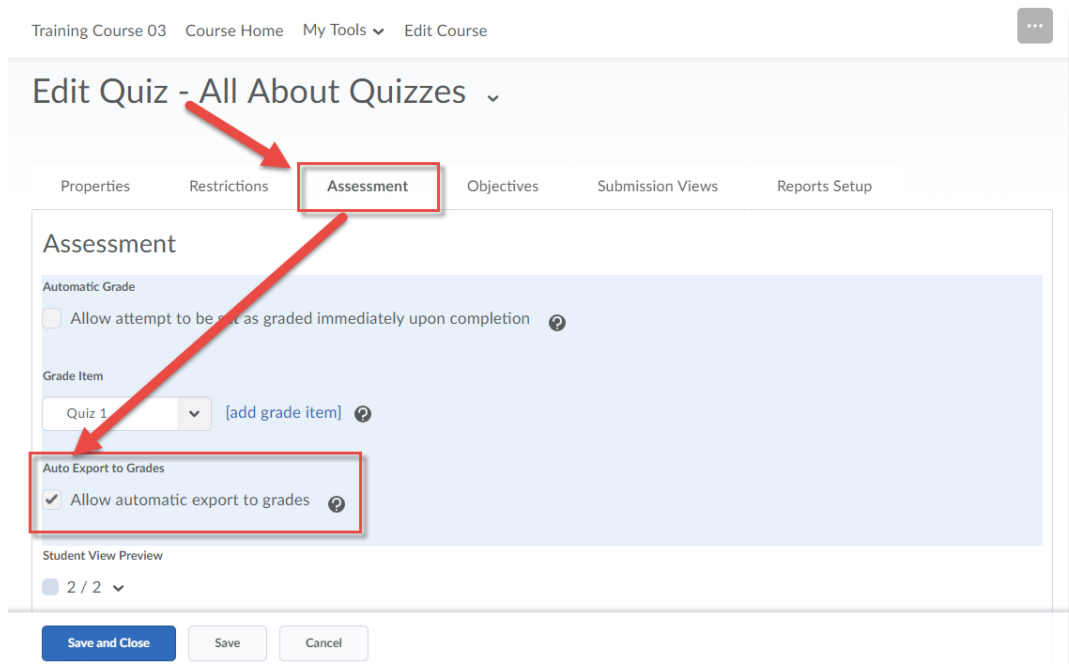 Training Course 03 Course Home My Tools Edit Course
Edit Quiz - All About Quizzes
Properties Restrictions Assessment Objectives Submission Views Reports Setup
Assessment
Automatic Grade
Allow attempt to be set as graded immediately upon completion
Grade Item
Quiz 1 [add grade item]
Auto Export to Grades
Allow automatic export to grades
Student View Preview
2 / 2
Save and Close Save Cancel